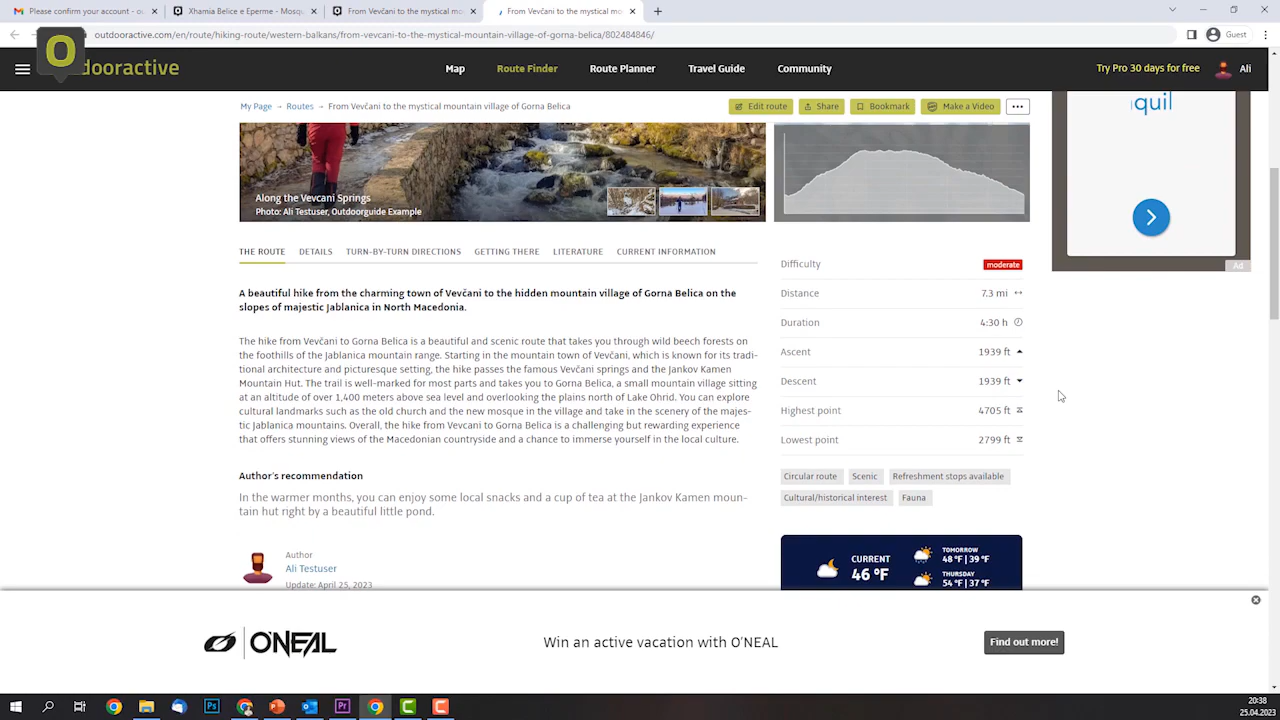 Please confirm your account - ou
Xhamia Belice e Eperme - Mosqu
From Vevčani to the mystical mo
From Vevčani to the mystical mo
outdooractive.com/en/route/hiking-route/western-balkans/from-vevcani-to-the-mystical-mountain-village-of-gorna-belica/802484846/
Guest
O
dooractive
Map
Route Finder
Route Planner
Travel Guide
Community
Try Pro 30 days for free
Ali
My Page → Routes → From Vevčani to the mystical mountain village of Gorna Belica
Edit route
Share
Bookmark
Make a Video
quil
Along the Vevcani Springs
Photo: Ali Testuser, Outdoorguide Example
Ad
THE ROUTE
DETAILS
TURN-BY-TURN DIRECTIONS
GETTING THERE
LITERATURE
CURRENT INFORMATION
A beautiful hike from the charming town of Vevčani to the hidden mountain village of Gorna Belica on the
slopes of majestic Jablanica in North Macedonia.
The hike from Vevčani to Gorna Belica is a beautiful and scenic route that takes you through wild beech forests on
the foothills of the Jablanica mountain range. Starting in the mountain town of Vevčani, which is known for its tradi-
tional architecture and picturesque setting, the hike passes the famous Vevčani springs and the Jankov Kamen
Mountain Hut. The trail is well-marked for most parts and takes you to Gorna Belica, a small mountain village sitting
at an altitude of over 1,400 meters above sea level and overlooking the plains north of Lake Ohrid. You can explore
cultural landmarks such as the old church and the new mosque in the village and take in the scenery of the majes-
tic Jablanica mountains. Overall, the hike from Vevcani to Gorna Belica is a challenging but rewarding experience
that offers stunning views of the Macedonian countryside and a chance to immerse yourself in the local culture.
Author's recommendation
In the warmer months, you can enjoy some local snacks and a cup of tea at the Jankov Kamen moun-
tain hut right by a beautiful little pond.
Author
Ali Testuser
Update: April 25, 2023
Difficulty moderate
Distance 7.3 mi
Duration 4:30 h
Ascent 1939 ft
Descent 1939 ft
Highest point 4705 ft
Lowest point 2799 ft
Circular route
Scenic
Refreshment stops available
Cultural/historical interest
Fauna
CURRENT
46 °F
TOMORROW
48 °F | 39 °F
THURSDAY
54 °F | 37 °F
O'NEAL
Win an active vacation with O'NEAL
Find out more!
Ps
Pr
20:38
25.04.2023